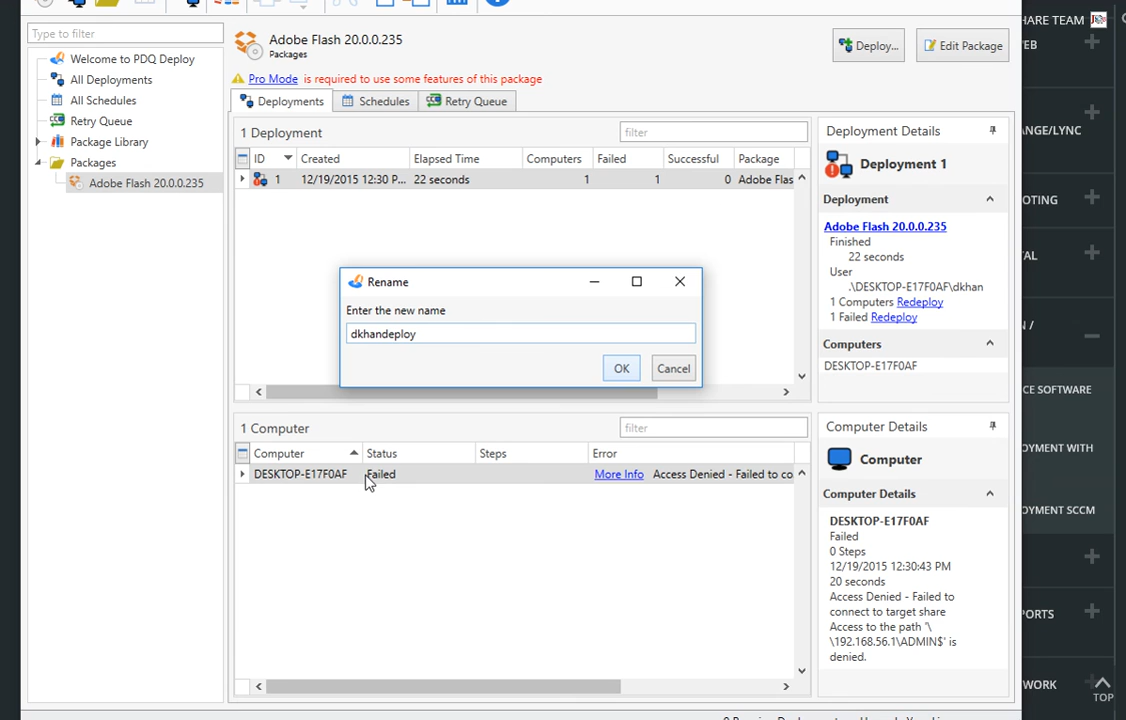 Type to filter
Welcome to PDQ Deploy
All Deployments
All Schedules
Retry Queue
Package Library
Packages
Adobe Flash 20.0.0.235
Adobe Flash 20.0.0.235
Packages
Deploy...
Edit Package
Pro Mode is required to use some features of this package
Deployments
Schedules
Retry Queue
1 Deployment
filter
ID Created Elapsed Time Computers Failed Successful Package
1 12/19/2015 12:30 P... 22 seconds 1 1 0 Adobe Flas
Rename
Enter the new name
dkhandeploy
OK
Cancel
1 Computer
filter
Computer Status Steps Error
DESKTOP-E17F0AF Failed More Info Access Denied - Failed to co
Deployment Details
Deployment 1
Deployment
Adobe Flash 20.0.0.235
Finished
22 seconds
User
.\DESKTOP-E17F0AF\dkhan
1 Computers Redeploy
1 Failed Redeploy
Computers
DESKTOP-E17F0AF
Computer Details
Computer
Computer Details
DESKTOP-E17F0AF
Failed
0 Steps
12/19/2015 12:30:43 PM
20 seconds
Access Denied - Failed to
connect to target share
Access to the path '\
\192.168.56.1\ADMIN$' is
denied.
HARE TEAM
EB
ANGE/LYNC
OTING
AL
N /
CE SOFTWARE
OYMENT WITH
OYMENT SCCM
PORTS
WORK
TOP